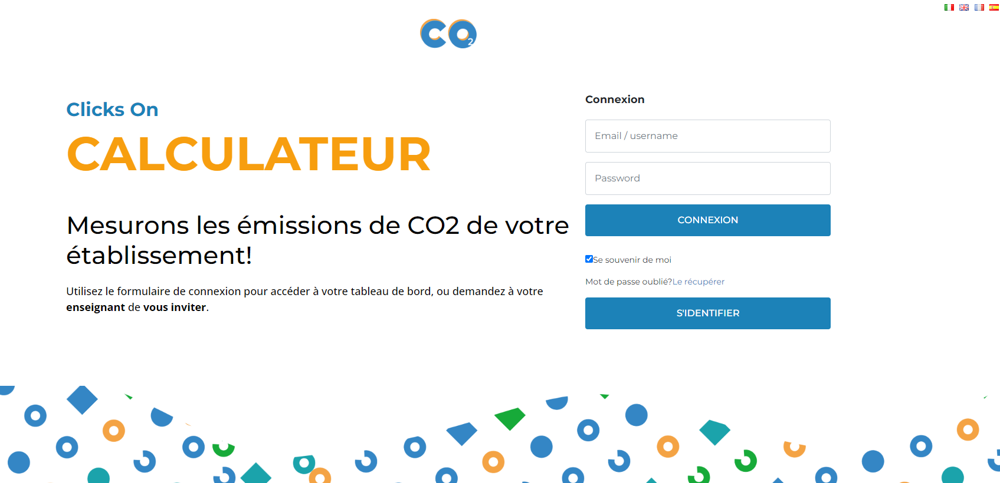 CO2
Clicks On
CALCULATEUR
Mesurons les émissions de CO2 de votre
établissement!
Utilisez le formulaire de connexion pour accéder à votre tableau de bord, ou demandez à votre
enseignant de vous inviter.
Connexion
Email / username
Password
CONNEXION
Se souvenir de moi
Mot de passe oublié?Le récupérer
S'IDENTIFIER